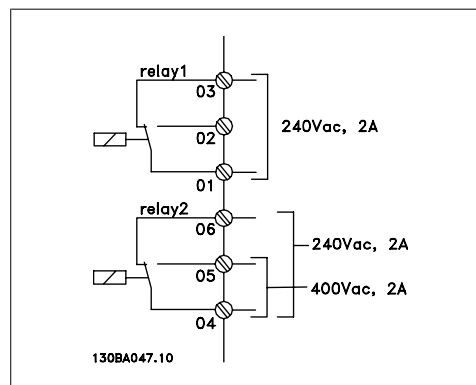 relay1
03
02
240Vac, 2A
01
relay2
06
240Vac, 2A
05
400Vac, 2A
04
130BA047.10